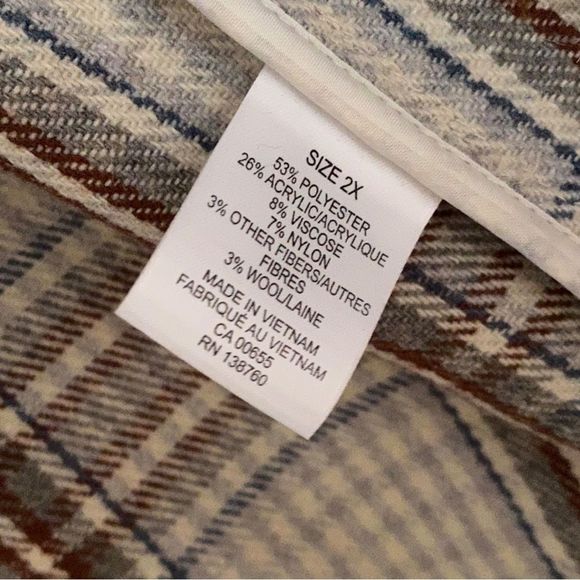 SIZE 2X
53% POLYESTER
26% ACRYLIC/ACRYLIQUE
8% VISCOSE
7% NYLON
3% OTHER FIBERS/AUTRES
FIBRES
3% WOOL/LAINE
MADE IN VIETNAM
FABRIQUÉ AU VIETNAM
CA 00655
RN 138760